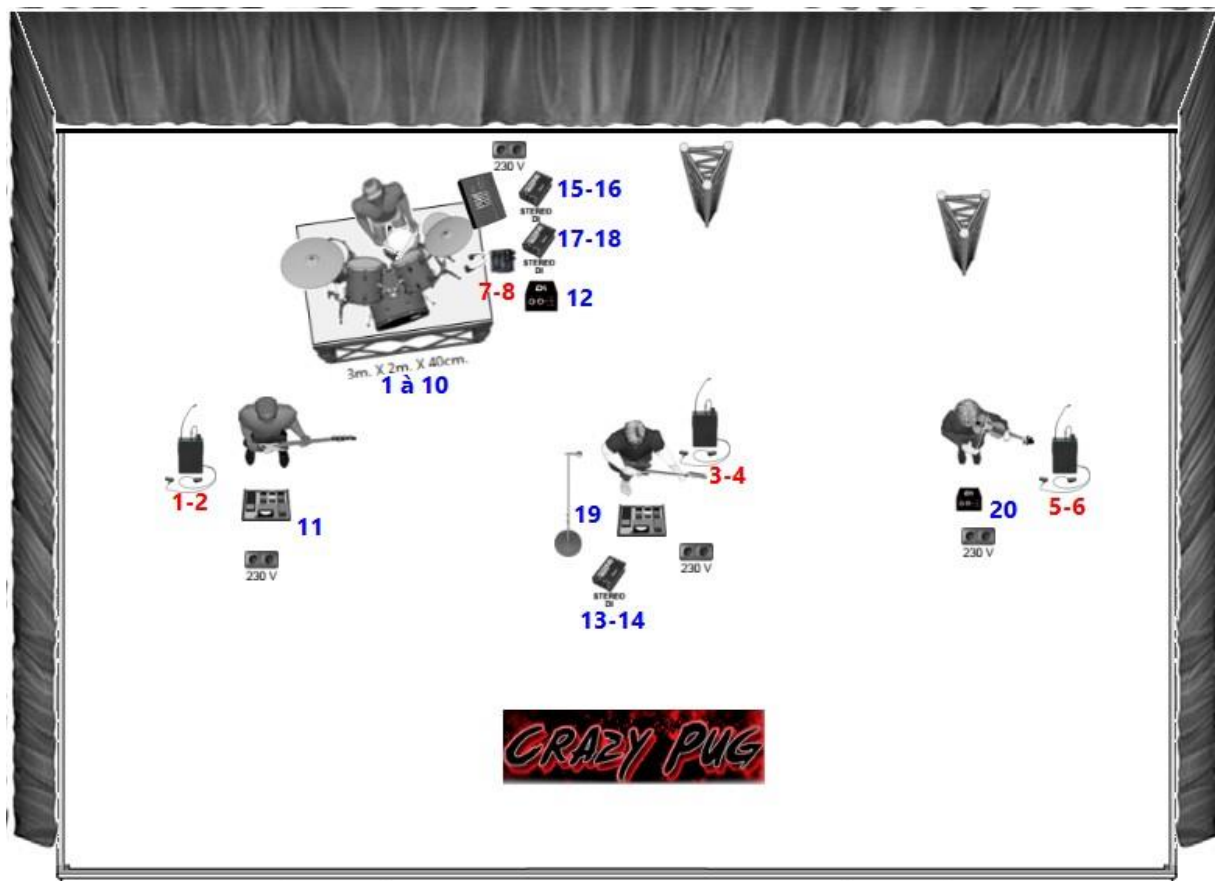 230 V
15-16
STEREO
DI
17-18
STEREO
DI
7-8
DI
12
3m. X 2m. X 40cm.
1 à 10
1-2
11
230 V
3-4
19
230 V
STEREO
DI
13-14
5-6
20
230 V
CRAZY PUG